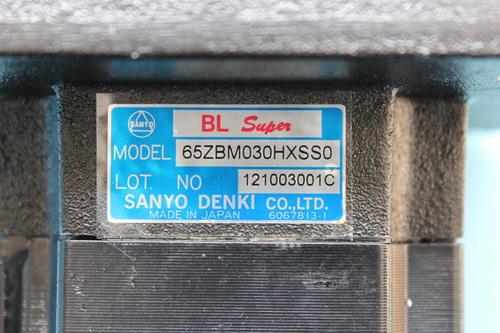 SANYO
BL Super
MODEL 65ZBM030HXSS0
LOT. NO 121003001C
SANYO DENKI CO.,LTD.
MADE IN JAPAN 6067813-1